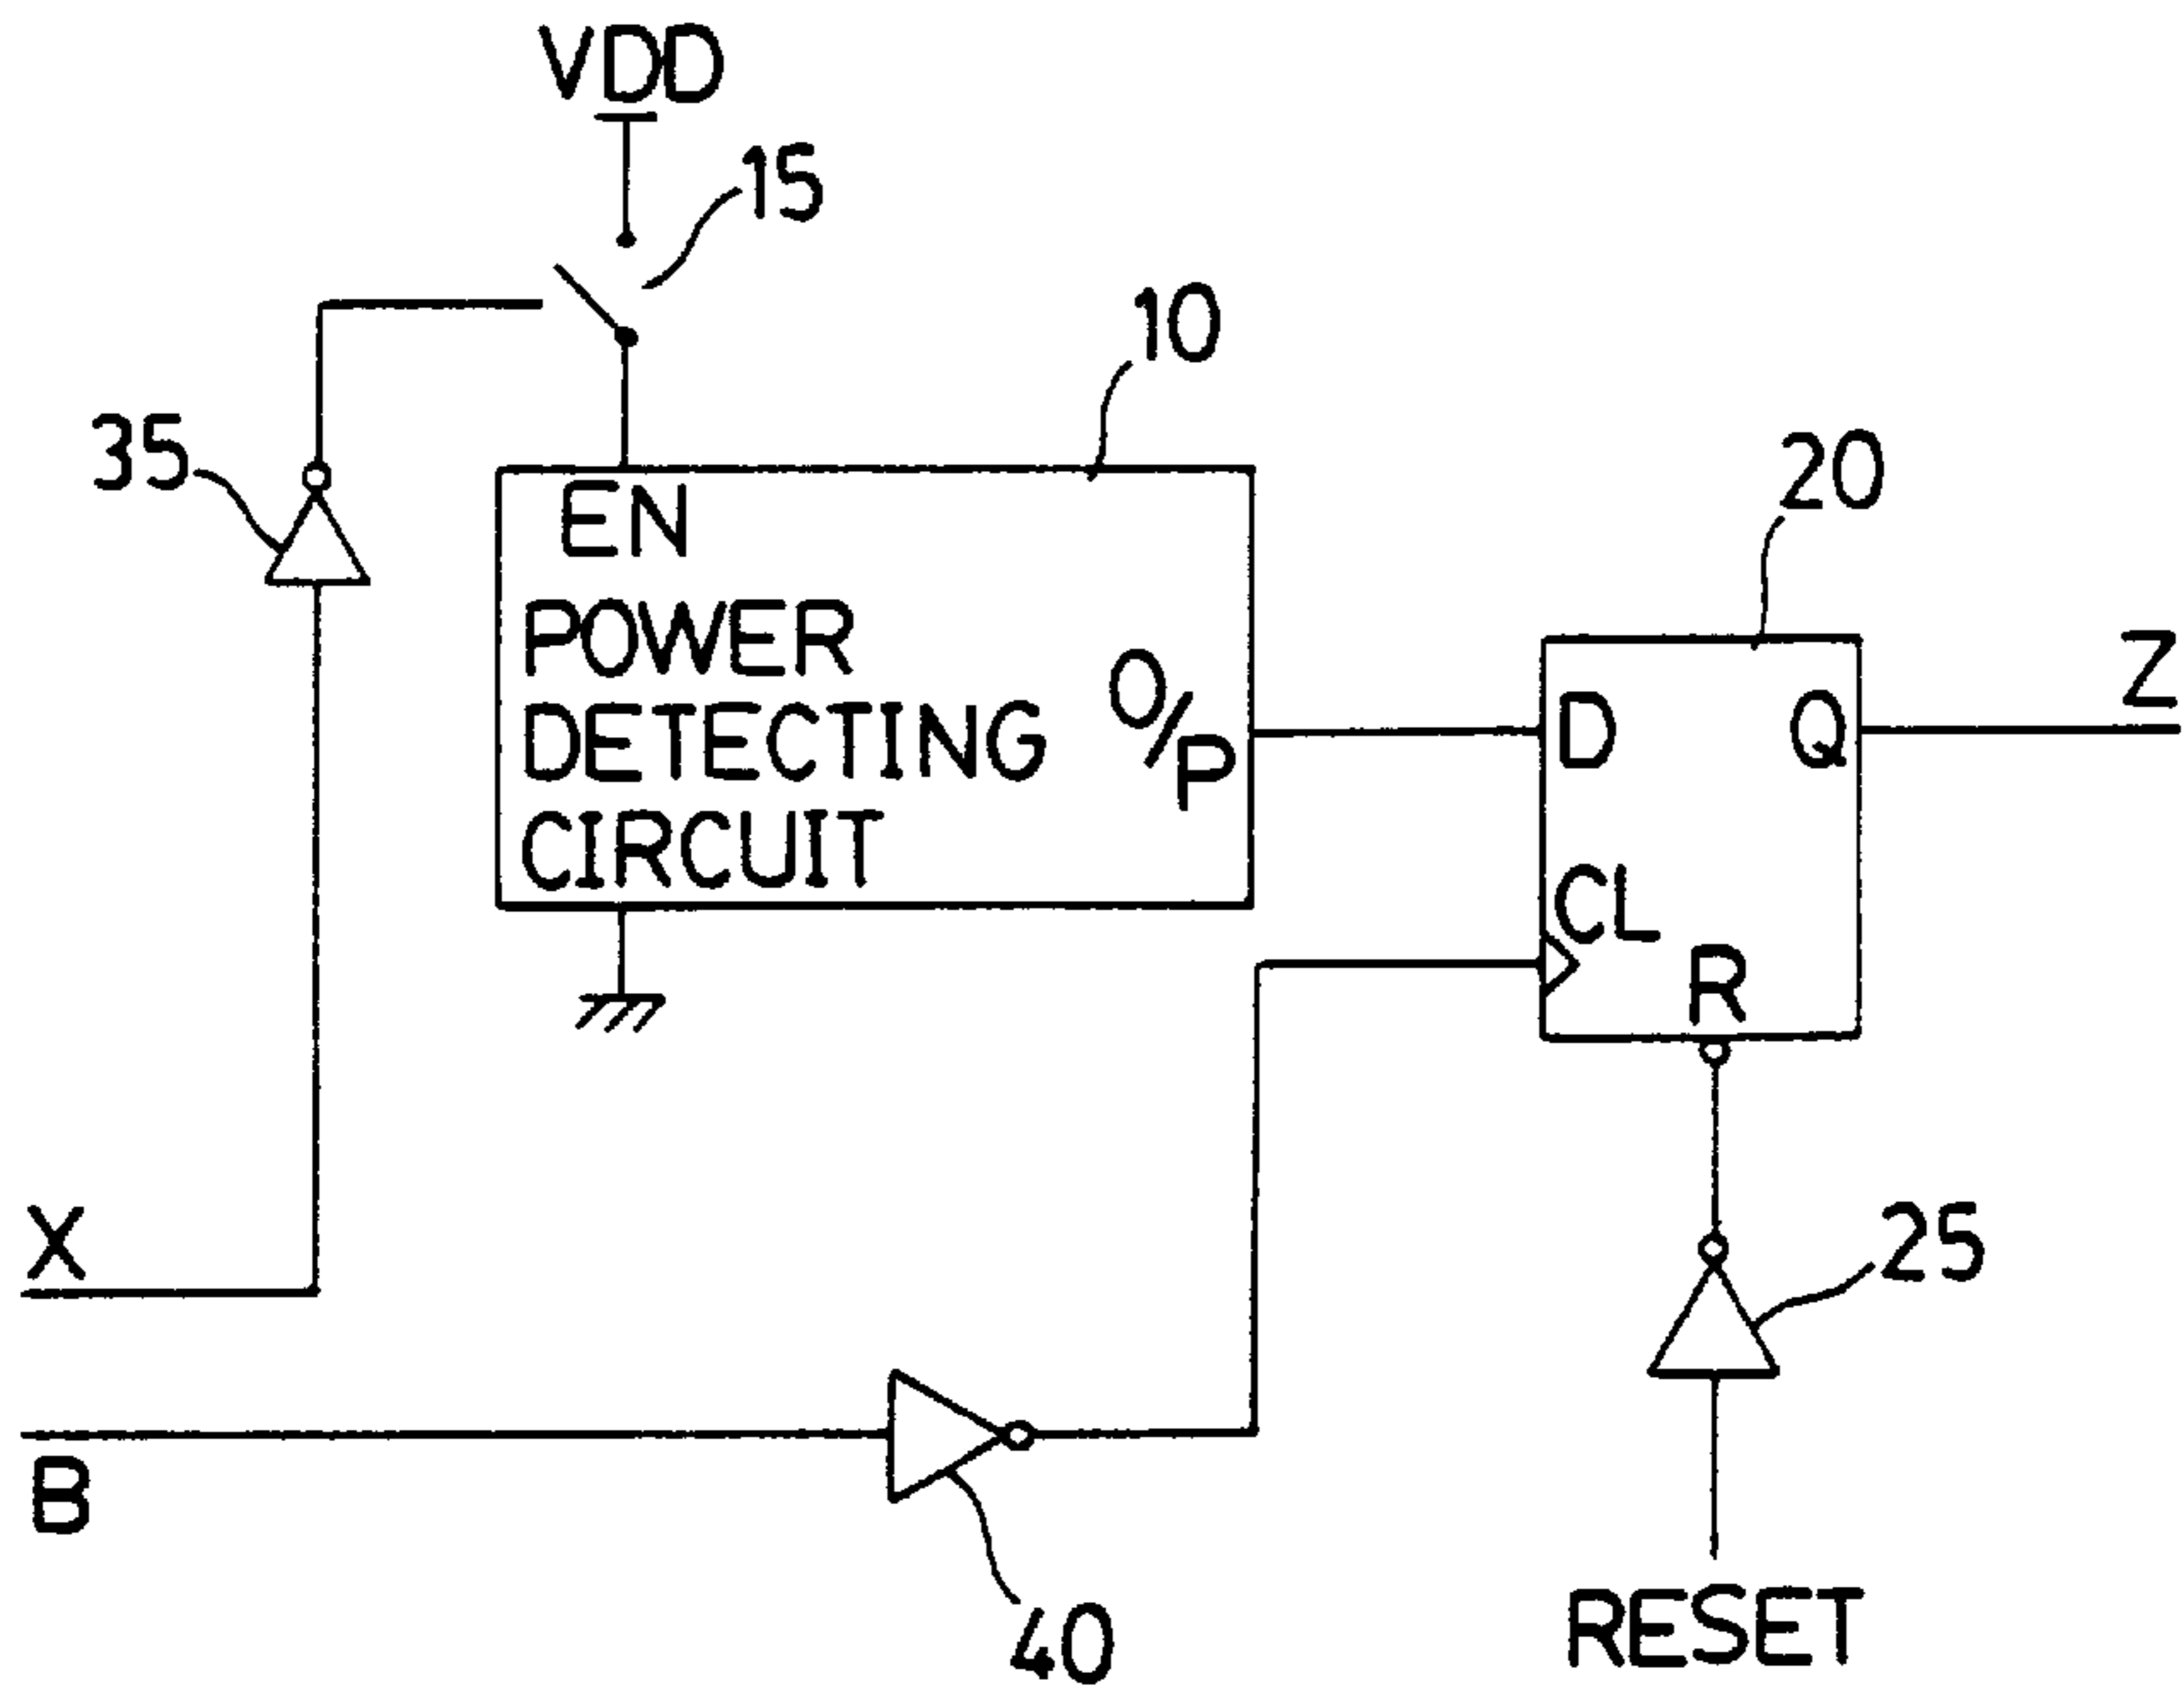 VDD
15
10
35
20
EN
POWER
DETECTING
CIRCUIT
O/P
D
Q
Z
CL
R
X
25
B
40
RESET